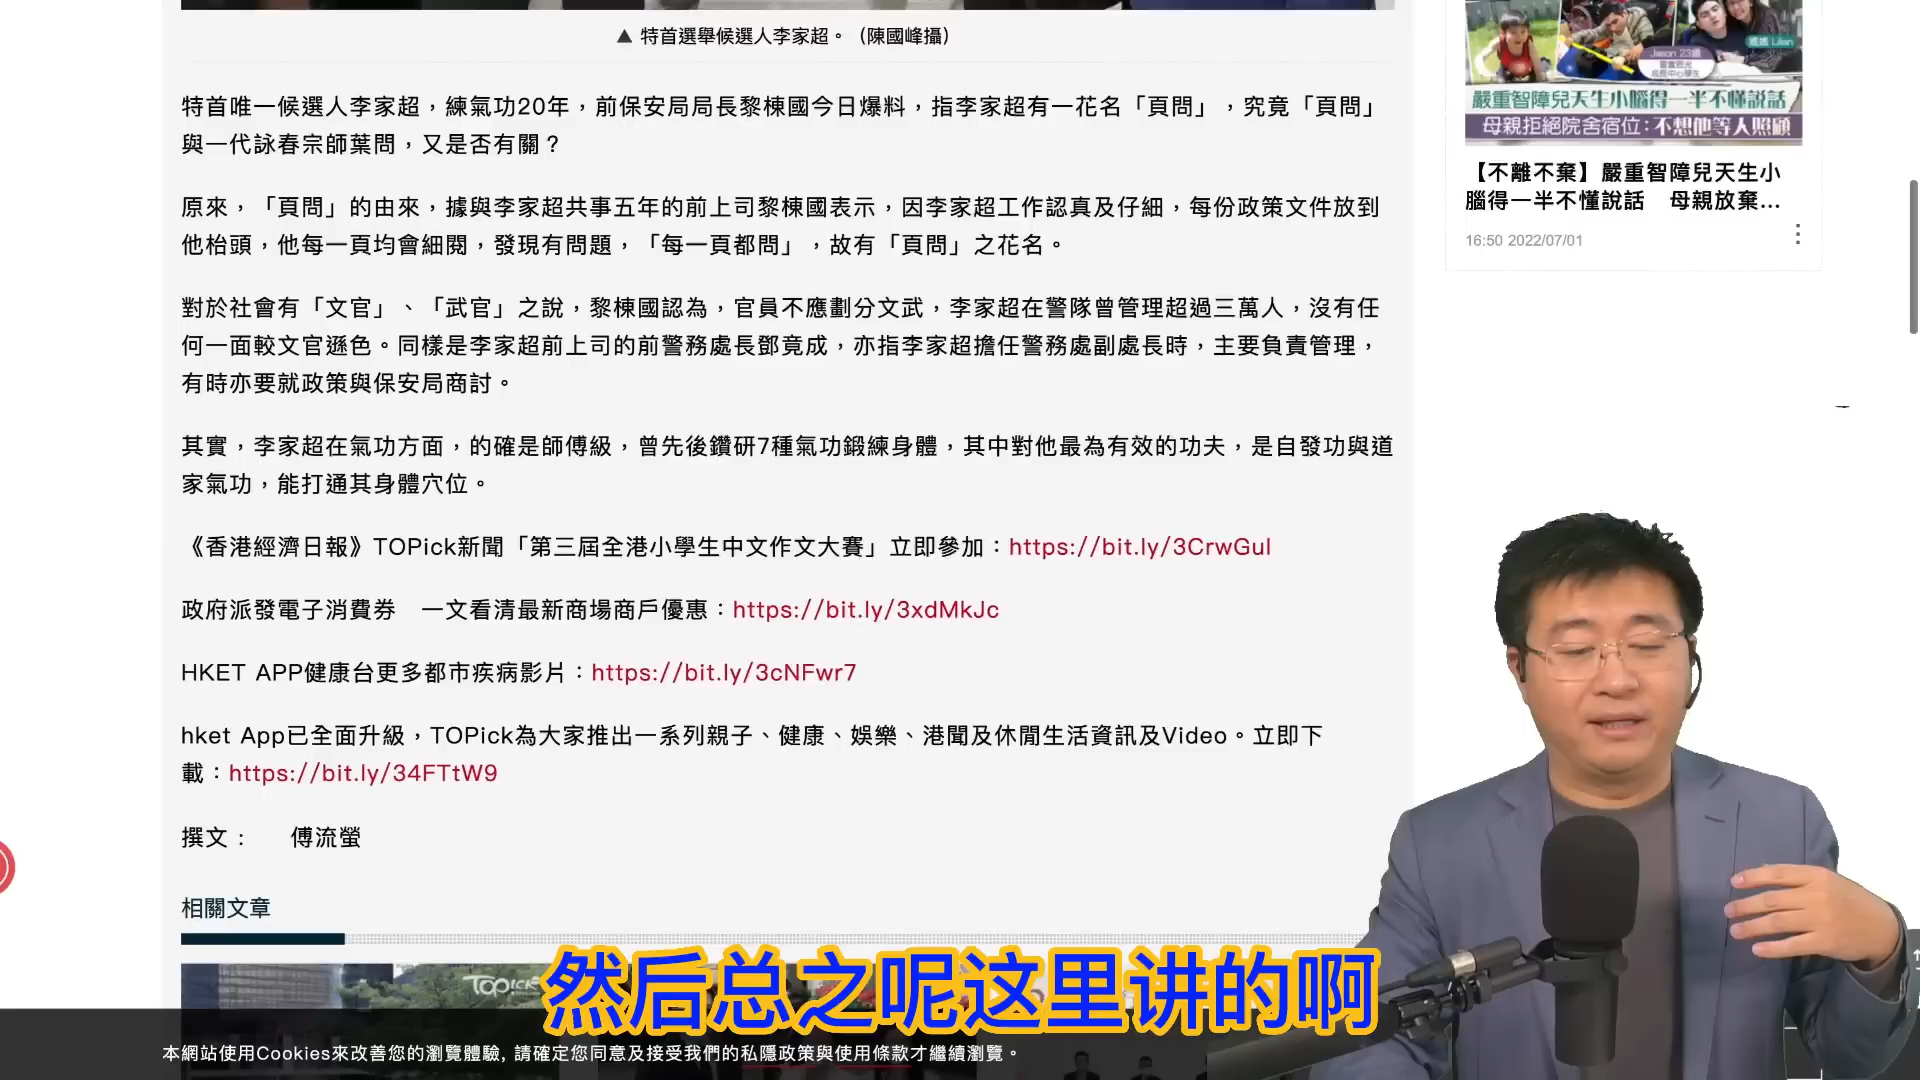 ▲ 特首選舉候選人李家超。（陳國峰攝）
特首唯一候選人李家超，練氣功20年，前保安局局長黎棟國今日爆料，指李家超有一花名「頁問」，究竟「頁問」
與一代詠春宗師葉問，又是否有關？
原來，「頁問」的由來，據與李家超共事五年的前上司黎棟國表示，因李家超工作認真及仔細，每份政策文件放到
他枱頭，他每一頁均會細閱，發現有問題，「每一頁都問」，故有「頁問」之花名。
對於社會有「文官」、「武官」之說，黎棟國認為，官員不應劃分文武，李家超在警隊曾管理超過三萬人，沒有任
何一面較文官遜色。同樣是李家超前上司的前警務處長鄧竟成，亦指李家超擔任警務處副處長時，主要負責管理，
有時亦要就政策與保安局商討。
其實，李家超在氣功方面，的確是師傅級，曾先後鑽研7種氣功鍛練身體，其中對他最為有效的功夫，是自發功與道
家氣功，能打通其身體穴位。
《香港經濟日報》TOPick新聞「第三屆全港小學生中文作文大賽」立即參加：https://bit.ly/3CrwGul
政府派發電子消費券　一文看清最新商場商戶優惠：https://bit.ly/3xdMkJc
HKET APP健康台更多都市疾病影片：https://bit.ly/3cNFwr7
hket App已全面升級，TOPick為大家推出一系列親子、健康、娛樂、港聞及休閒生活資訊及Video。立即下
載：https://bit.ly/34FTtW9
撰文： 傅流螢
相關文章
TOPick
然后总之呢这里讲的啊
本網站使用Cookies來改善您的瀏覽體驗, 請確定您同意及接受我們的私隱政策與使用條款才繼續瀏覽。
Jason 23歲
嚴重智障兒天生小腦得一半不懂說話
母親拒絕院舍宿位：不想他等人照顧
【不離不棄】嚴重智障兒天生小
腦得一半不懂說話　母親放棄...
16:50 2022/07/01